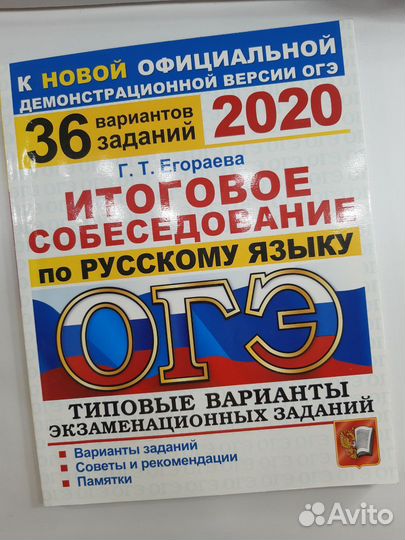 К НОВОЙ ОФИЦИАЛЬНОЙ
ДЕМОНСТРАЦИОННОЙ ВЕРСИИ ОГЭ
36 вариантов заданий 2020
Г. Т. Егораева
ИТОГОВОЕ
СОБЕСЕДОВАНИЕ
по РУССКОМУ ЯЗЫКУ
ОГЭ
ТИПОВЫЕ ВАРИАНТЫ
ЭКЗАМЕНАЦИОННЫХ ЗАДАНИЙ
Варианты заданий
Советы и рекомендации
Памятки
Avito